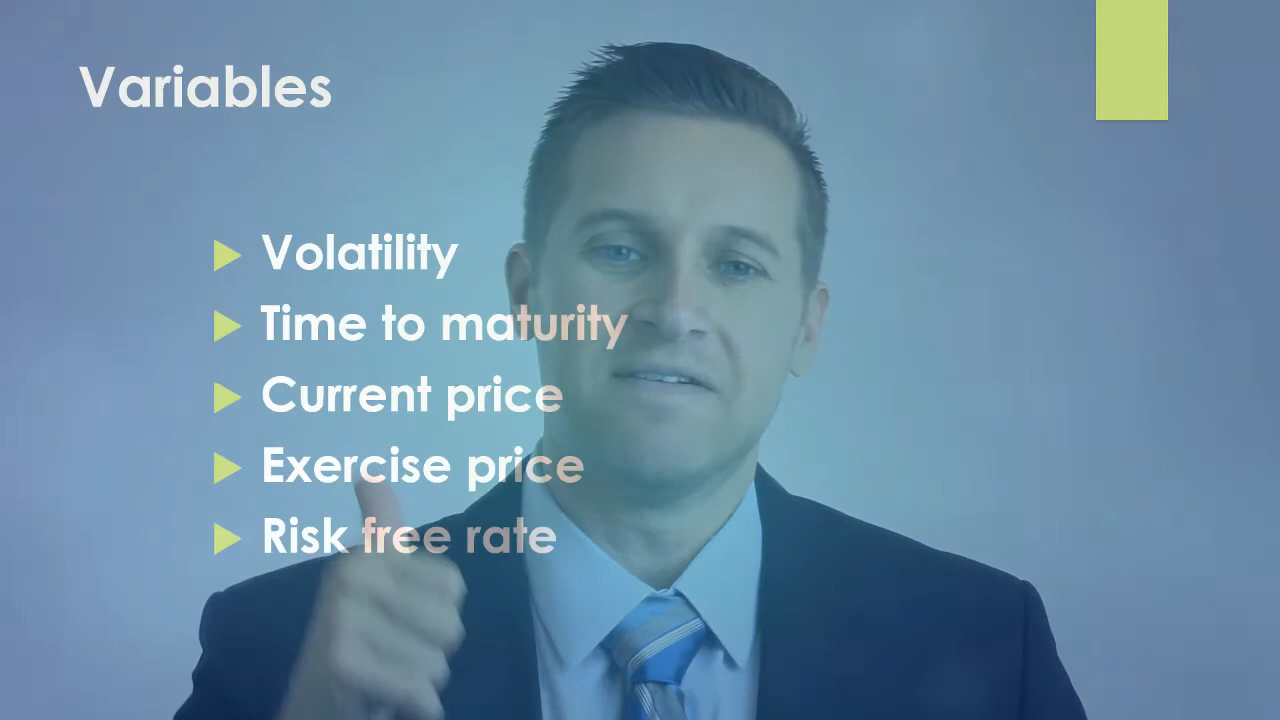 Variables
Volatility
Time to maturity
Current price
Exercise price
Risk free rate